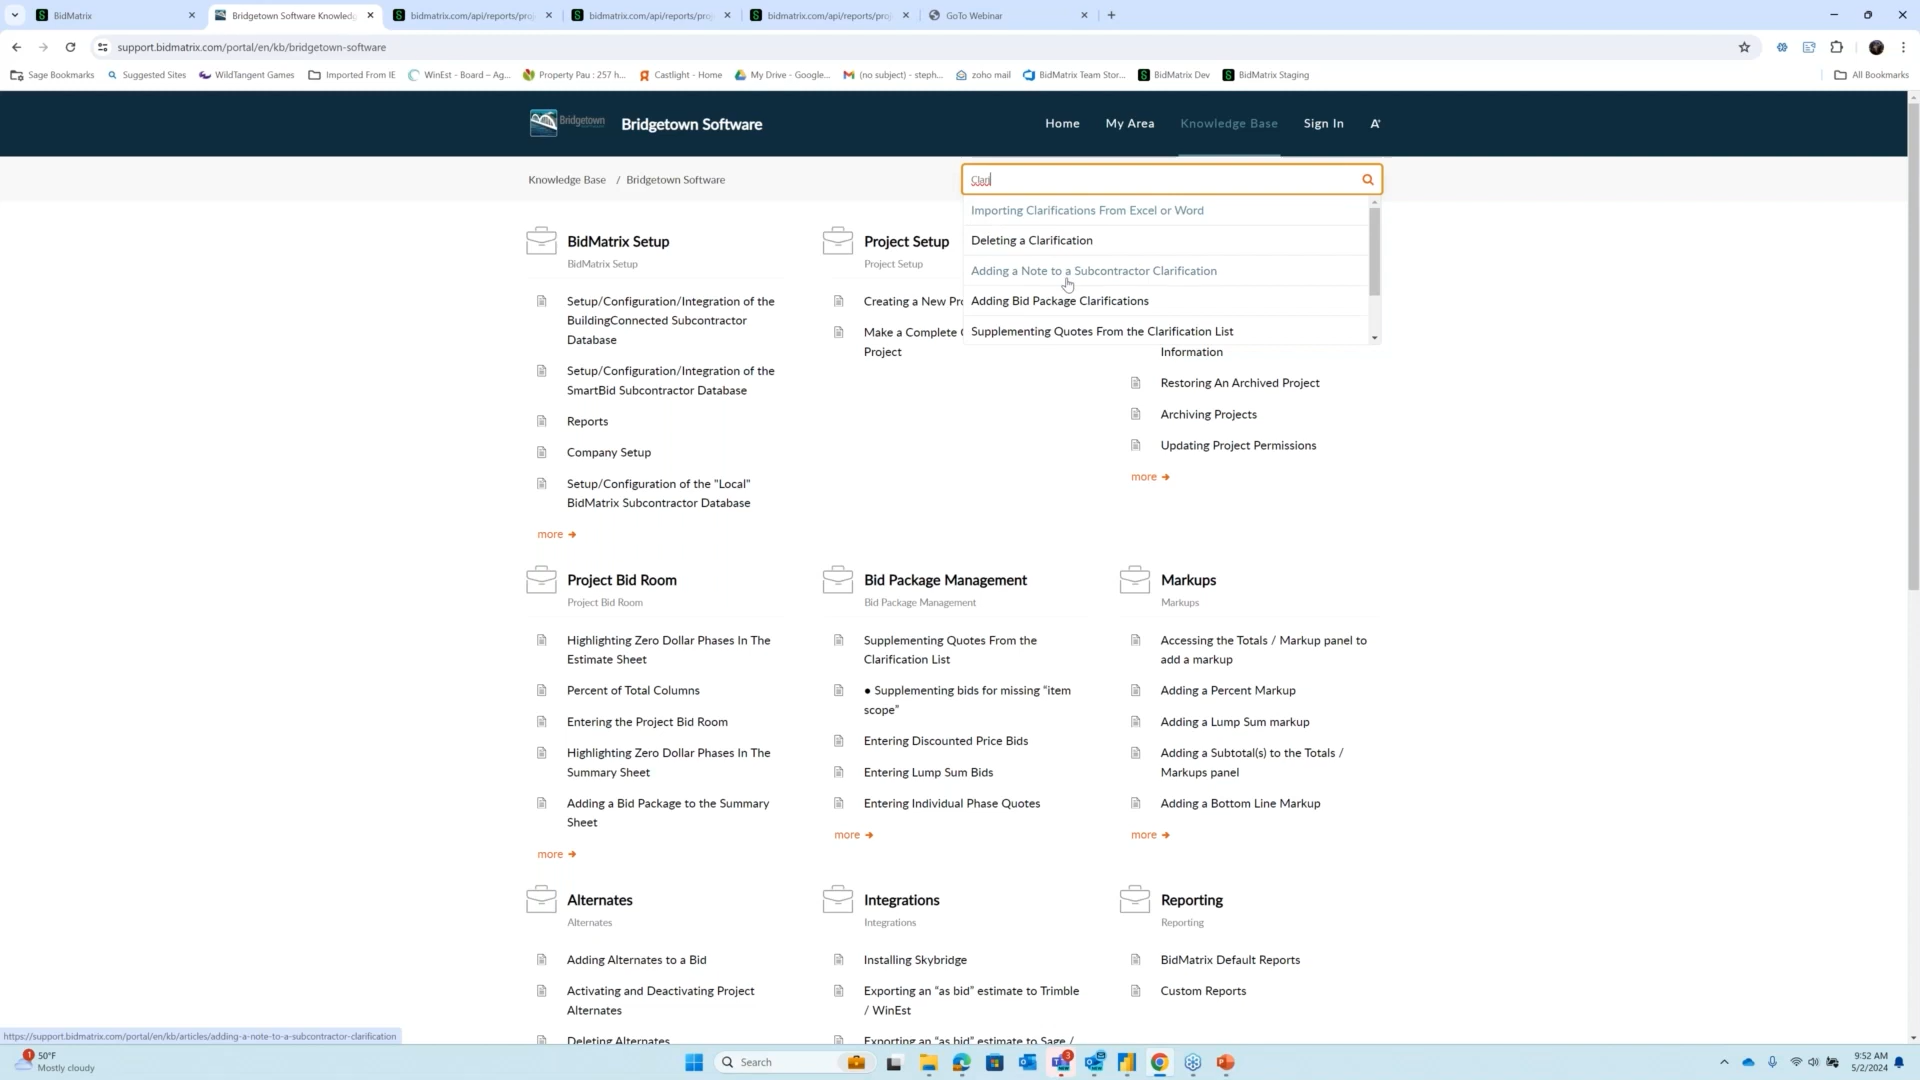 BidMatrix
Bridgetown Software Knowledg
bidmatrix.com/api/reports/proj
bidmatrix.com/api/reports/proj
bidmatrix.com/api/reports/proj
GoTo Webinar
support.bidmatrix.com/portal/en/kb/bridgetown-software
Sage Bookmarks
Suggested Sites
WildTangent Games
Imported From IE
WinEst - Board – Ag...
Property Pau : 257 h...
Castlight - Home
My Drive - Google...
(no subject) - steph...
zoho mail
BidMatrix Team Stor...
BidMatrix Dev
BidMatrix Staging
All Bookmarks
Bridgetown
Bridgetown Software
Home
My Area
Knowledge Base
Sign In
A
Knowledge Base / Bridgetown Software
Clari
Importing Clarifications From Excel or Word
Deleting a Clarification
Adding a Note to a Subcontractor Clarification
Adding Bid Package Clarifications
Supplementing Quotes From the Clarification List
BidMatrix Setup
BidMatrix Setup
Setup/Configuration/Integration of the
BuildingConnected Subcontractor
Database
Setup/Configuration/Integration of the
SmartBid Subcontractor Database
Reports
Company Setup
Setup/Configuration of the "Local"
BidMatrix Subcontractor Database
more
Project Setup
Project Setup
Creating a New Pro
Make a Complete C
Project
Information
Restoring An Archived Project
Archiving Projects
Updating Project Permissions
more
Project Bid Room
Project Bid Room
Highlighting Zero Dollar Phases In The
Estimate Sheet
Percent of Total Columns
Entering the Project Bid Room
Highlighting Zero Dollar Phases In The
Summary Sheet
Adding a Bid Package to the Summary
Sheet
more
Bid Package Management
Bid Package Management
Supplementing Quotes From the
Clarification List
● Supplementing bids for missing “item
scope”
Entering Discounted Price Bids
Entering Lump Sum Bids
Entering Individual Phase Quotes
more
Markups
Markups
Accessing the Totals / Markup panel to
add a markup
Adding a Percent Markup
Adding a Lump Sum markup
Adding a Subtotal(s) to the Totals /
Markups panel
Adding a Bottom Line Markup
more
Alternates
Alternates
Adding Alternates to a Bid
Activating and Deactivating Project
Alternates
Deleting Alternates
Integrations
Integrations
Installing Skybridge
Exporting an “as bid” estimate to Trimble
/ WinEst
Exporting an “as bid” estimate to Sage /
Reporting
Reporting
BidMatrix Default Reports
Custom Reports
https://support.bidmatrix.com/portal/en/kb/articles/adding-a-note-to-a-subcontractor-clarification
1
50°F
Mostly cloudy
Search
3
9:52 AM
5/2/2024